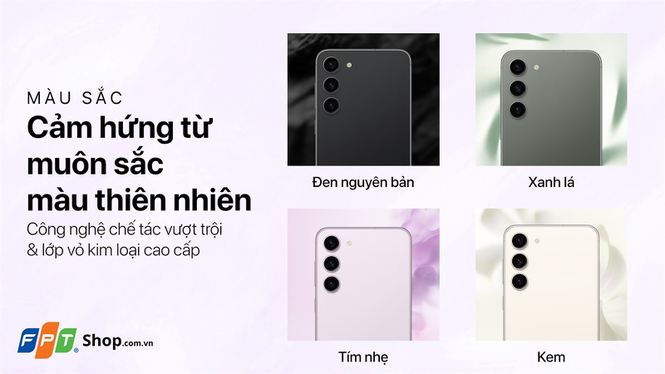 MÀU SẮC
Cảm hứng từ
muôn sắc
màu thiên nhiên
Công nghệ chế tác vượt trội
& lớp vỏ kim loại cao cấp
Đen nguyên bản
Xanh lá
Tím nhẹ
Kem
FPT® Shop.com.vn